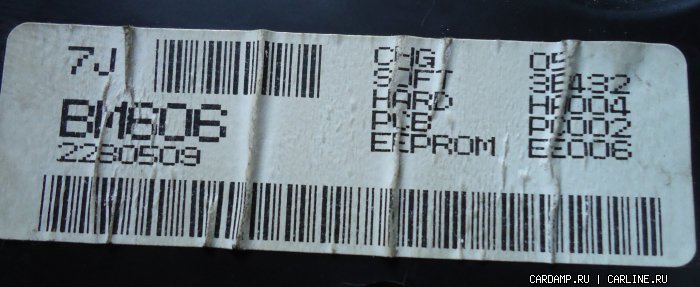 7J
BM606
2280509
CHG 05
SOFT SE432
HARD HA004
PCB PC002
EEPROM EE006
CARDAMP.RU | CARLINE.RU